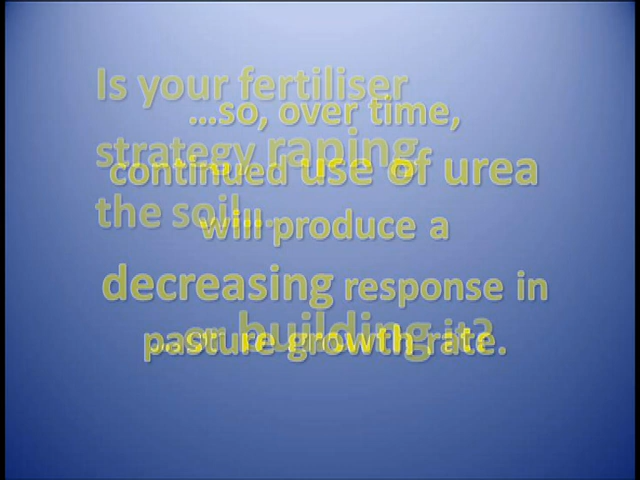 Is your fertiliser
strategy raping
the soil...
...or building it?
...so, over time,
continued use of urea
will produce a
decreasing response in
pasture growth rate.